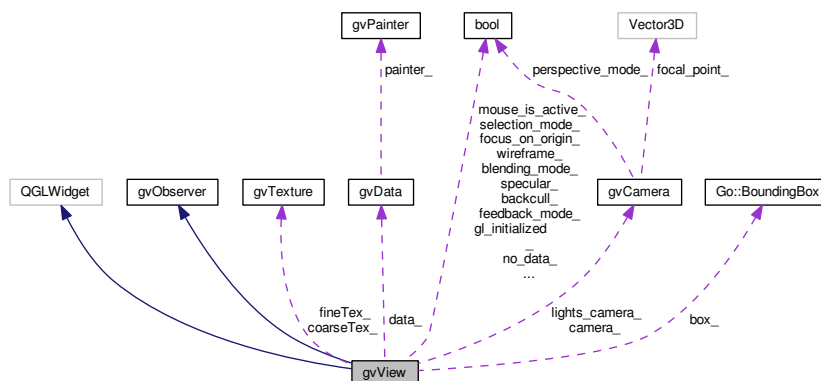 gvPainter
bool
Vector3D
painter_
perspective_mode_
focal_point_
mouse_is_active_
selection_mode_
focus_on_origin_
wireframe_
blending_mode_
specular_
backcull_
feedback_mode_
gl_initialized
_
no_data_
...
QGLWidget
gvObserver
gvTexture
gvData
gvCamera
Go::BoundingBox
fineTex_
coarseTex_
data_
lights_camera_
camera_
box_
gvView